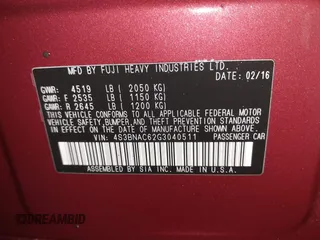 MFD BY FUJI HEAVY INDUSTRIES LTD.
DATE: 02/16
GVWR: 4519 LB ( 2050 KG)
GAWR: F 2535 LB ( 1150 KG)
GAWR: R 2645 LB ( 1200 KG)
THIS VEHICLE CONFORMS TO ALL APPLICABLE FEDERAL MOTOR
VEHICLE SAFETY, BUMPER, AND THEFT PREVENTION STANDARDS
IN EFFECT ON THE DATE OF MANUFACTURE SHOWN ABOVE.
VIN: 4S3BNAC62G3040511 PASSENGER CAR
ASSEMBLED BY SIA INC. IN U.S.A.
DREAMBID